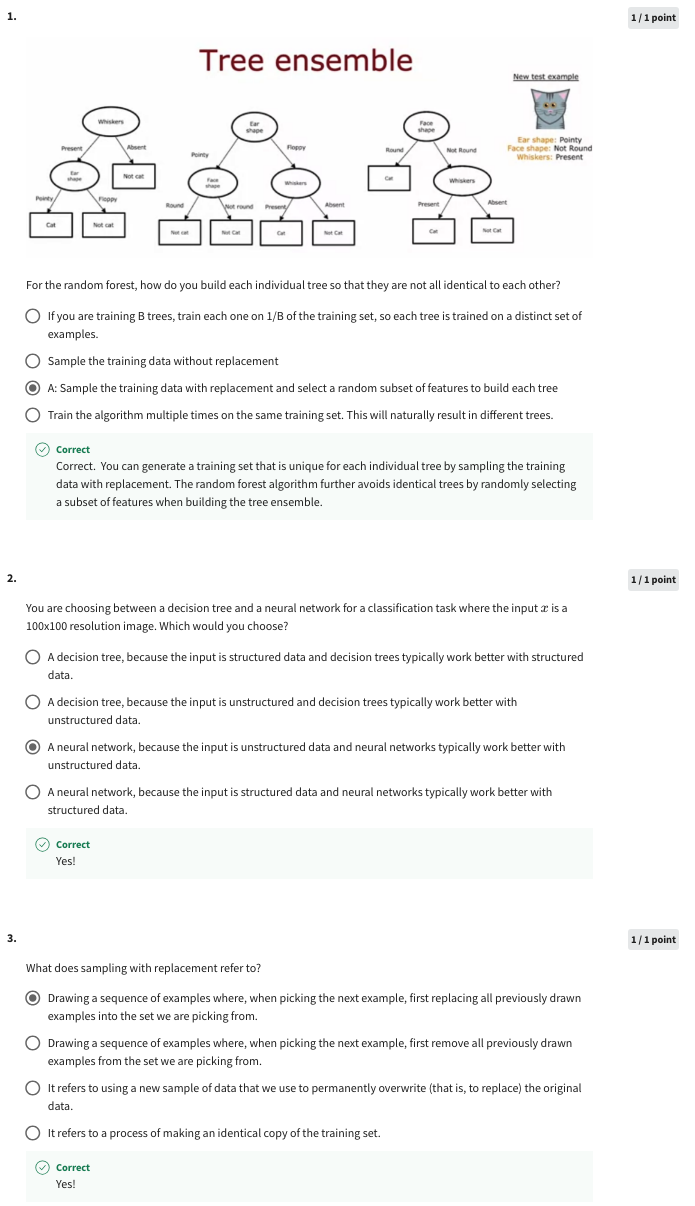 1.
1 / 1 point
Tree ensemble
New test example
Whiskers
Present
Absent
Ear shape
Not cat
Pointy
Floppy
Cat
Not cat
Ear shape
Pointy
Floppy
Face shape
Whiskers
Round
Not round
Present
Absent
Not cat
Not Cat
Cat
Not Cat
Face shape
Round
Not Round
Cat
Whiskers
Present
Absent
Cat
Not Cat
Ear shape: Pointy
Face shape: Not Round
Whiskers: Present
For the random forest, how do you build each individual tree so that they are not all identical to each other?
If you are training B trees, train each one on 1/B of the training set, so each tree is trained on a distinct set of
examples.
Sample the training data without replacement
A: Sample the training data with replacement and select a random subset of features to build each tree
Train the algorithm multiple times on the same training set. This will naturally result in different trees.
Correct
Correct. You can generate a training set that is unique for each individual tree by sampling the training
data with replacement. The random forest algorithm further avoids identical trees by randomly selecting
a subset of features when building the tree ensemble.
2.
1 / 1 point
You are choosing between a decision tree and a neural network for a classification task where the input x is a
100x100 resolution image. Which would you choose?
A decision tree, because the input is structured data and decision trees typically work better with structured
data.
A decision tree, because the input is unstructured and decision trees typically work better with
unstructured data.
A neural network, because the input is unstructured data and neural networks typically work better with
unstructured data.
A neural network, because the input is structured data and neural networks typically work better with
structured data.
Correct
Yes!
3.
1 / 1 point
What does sampling with replacement refer to?
Drawing a sequence of examples where, when picking the next example, first replacing all previously drawn
examples into the set we are picking from.
Drawing a sequence of examples where, when picking the next example, first remove all previously drawn
examples from the set we are picking from.
It refers to using a new sample of data that we use to permanently overwrite (that is, to replace) the original
data.
It refers to a process of making an identical copy of the training set.
Correct
Yes!